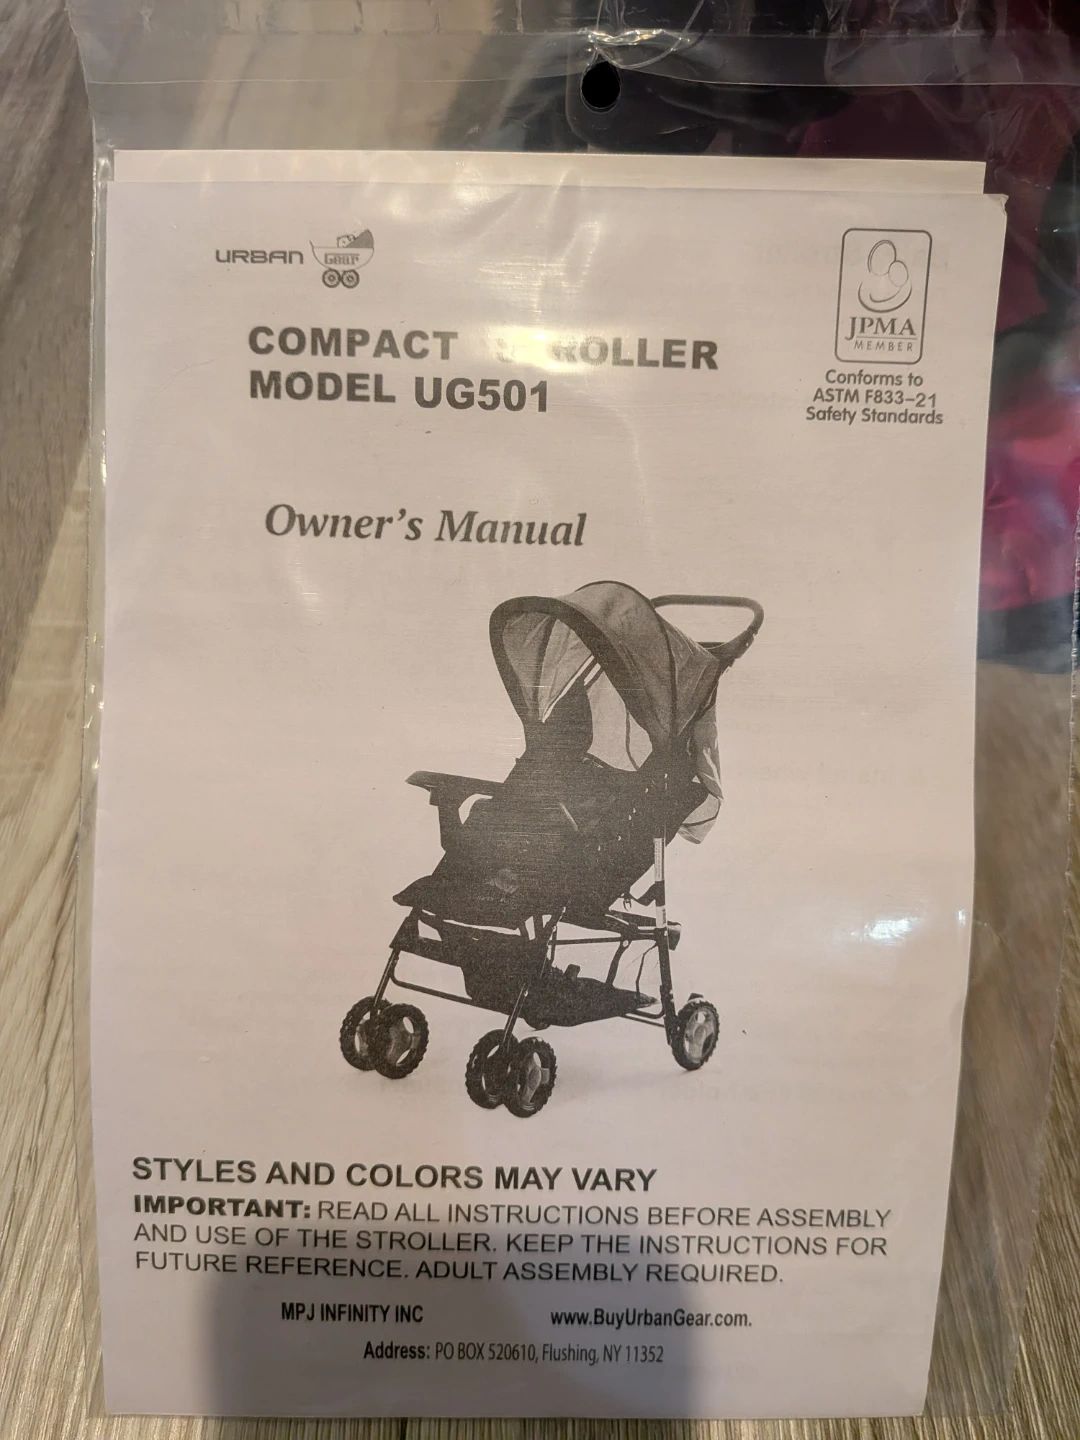 URBAN Gear
JPMA
MEMBER
Conforms to
ASTM F833-21
Safety Standards
COMPACT STROLLER
MODEL UG501
Owner's Manual
STYLES AND COLORS MAY VARY
IMPORTANT: READ ALL INSTRUCTIONS BEFORE ASSEMBLY
AND USE OF THE STROLLER. KEEP THE INSTRUCTIONS FOR
FUTURE REFERENCE. ADULT ASSEMBLY REQUIRED.
MPJ INFINITY INC www.BuyUrbanGear.com.
Address: PO BOX 520610, Flushing, NY 11352